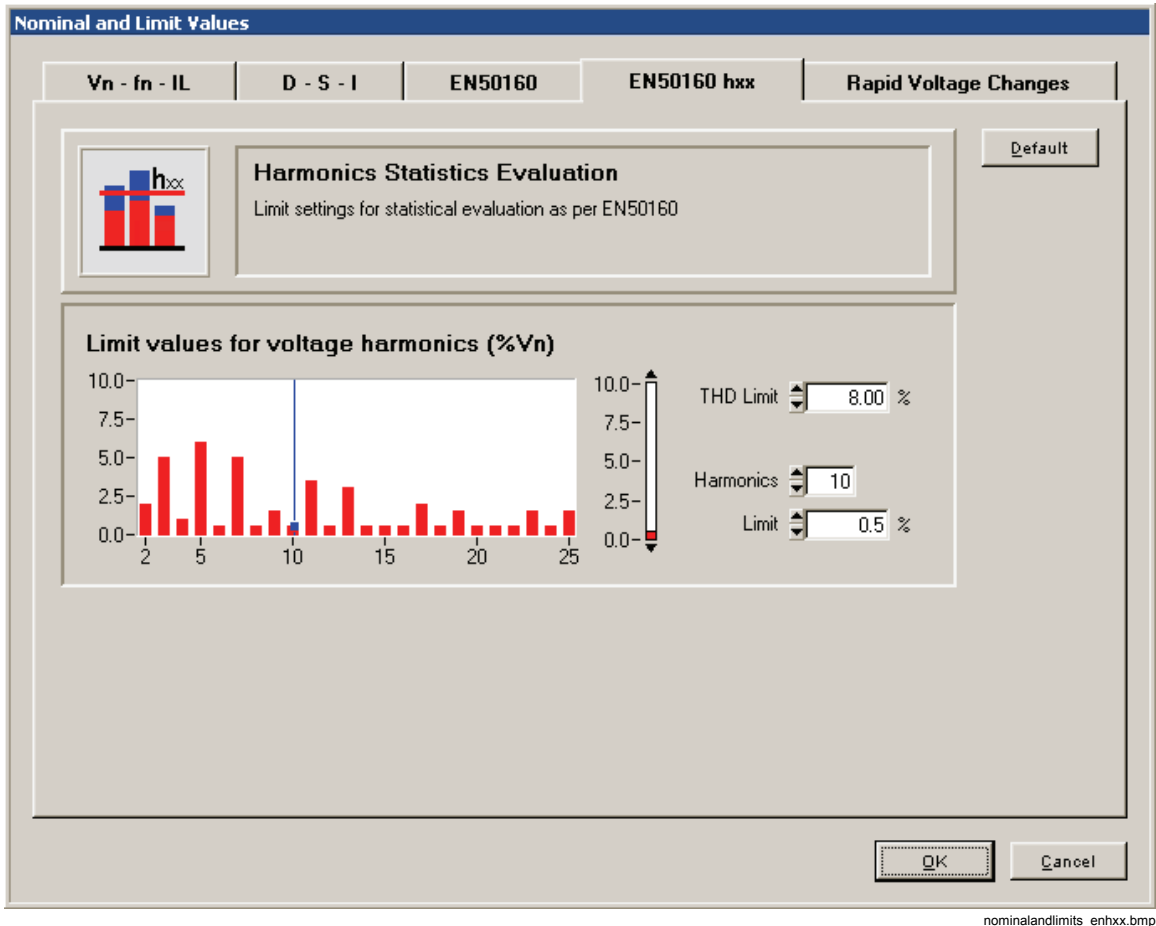 Nominal and Limit Values
Vn - fn - IL
D - S - I
EN50160
EN50160 hxx
Rapid Voltage Changes
hxx
Harmonics Statistics Evaluation
Limit settings for statistical evaluation as per EN50160
Default
Limit values for voltage harmonics (%Vn)
10.0
7.5
5.0
2.5
0.0
2 5 10 15 20 25
10.0
7.5
5.0
2.5
0.0
THD Limit 8.00 %
Harmonics 10
Limit 0.5 %
OK
Cancel
nominalandlimits_enhxx.bmp